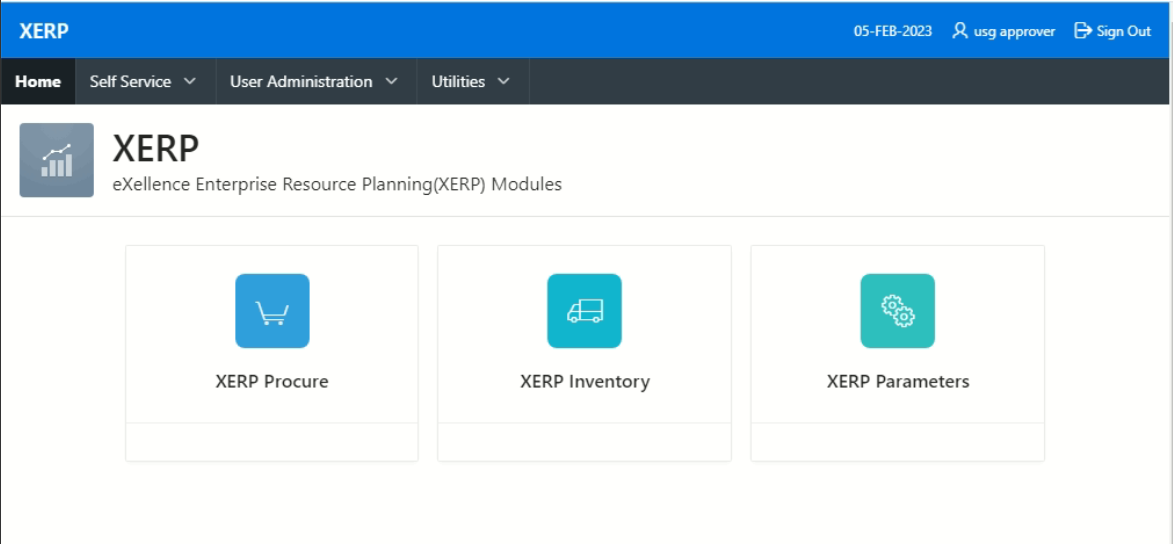 XERP 05-FEB-2023 usg approver Sign Out
Home Self Service User Administration Utilities
XERP
eXellence Enterprise Resource Planning(XERP) Modules
XERP Procure XERP Inventory XERP Parameters